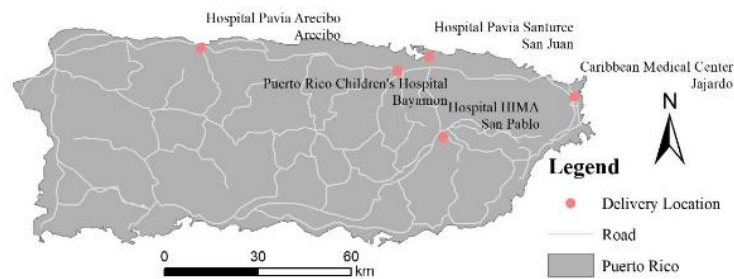 Hospital Pavia Arecibo
Arecibo
Hospital Pavia Santurce
San Juan
Caribbean Medical Center
Jajardo
Puerto Rico Children's Hospital
Bayamon
Hospital HIMA
San Pablo
N
Legend
Delivery Location
Road
Puerto Rico
0 30 60
km